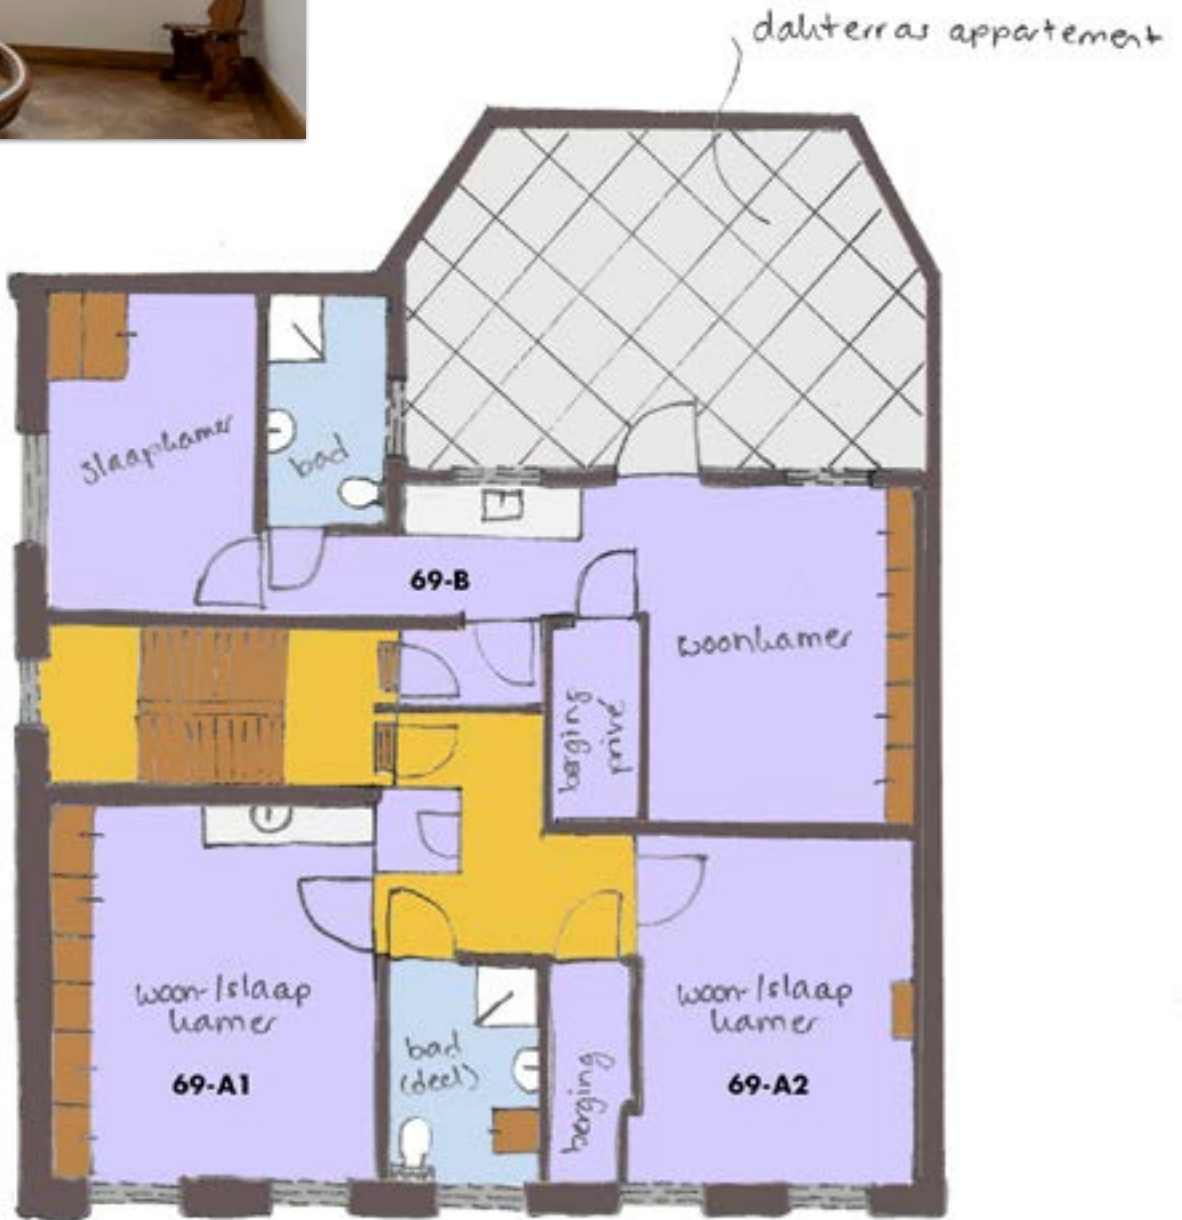 dakterras appartement
slaapkamer
bad
69-B
woonkamer
berging
privé
woon-/slaap
kamer
69-A1
bad
(deel)
berging
woon-/slaap
kamer
69-A2